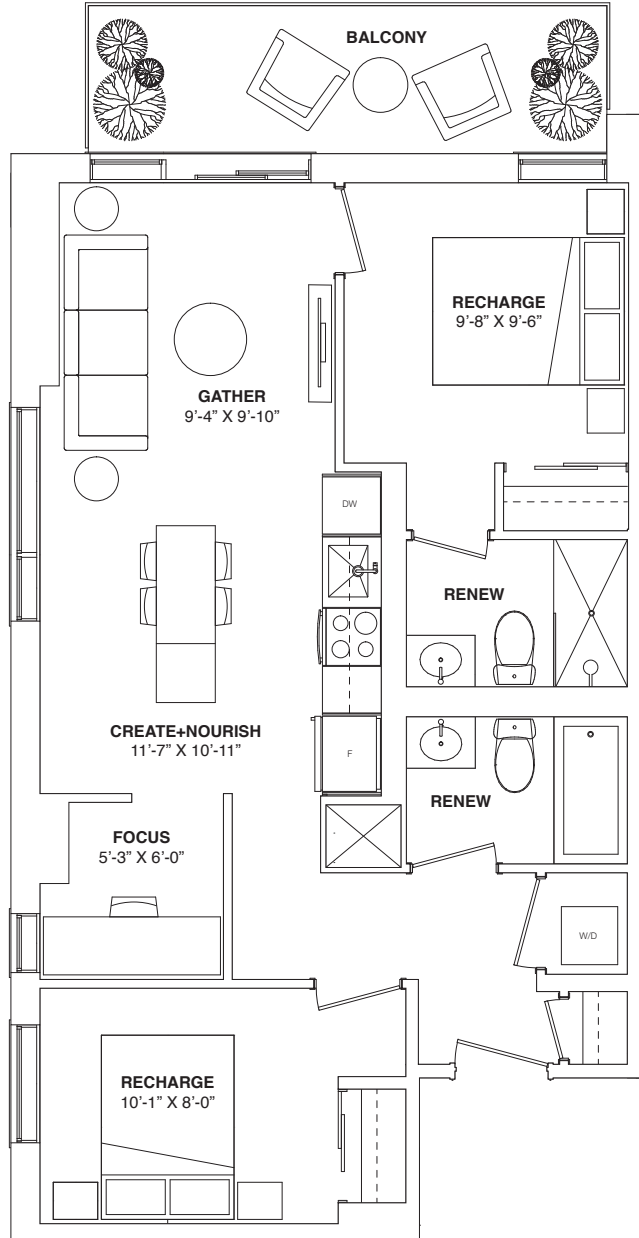 BALCONY
RECHARGE
9’-8” X 9’-6”
GATHER
9’-4” X 9’-10”
DW
RENEW
CREATE+NOURISH
11’-7” X 10’-11”
F
RENEW
FOCUS
5’-3” X 6’-0”
W/D
RECHARGE
10’-1” X 8’-0”